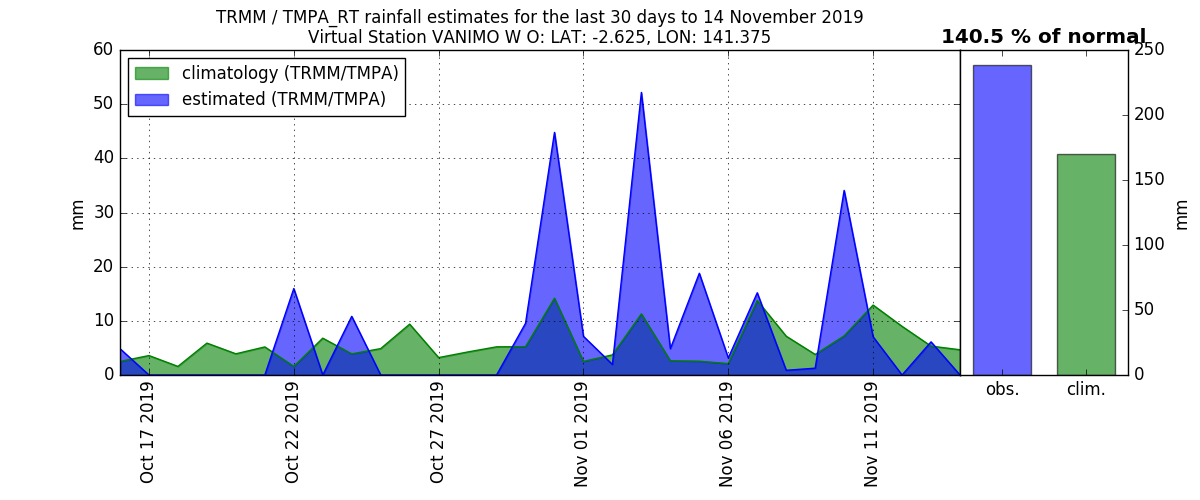 TRMM / TMPA_RT rainfall estimates for the last 30 days to 14 November 2019
Virtual Station VANIMO W O: LAT: -2.625, LON: 141.375
140.5 % of normal
climatology (TRMM/TMPA)
estimated (TRMM/TMPA)
60
50
40
30
20
10
0
mm
Oct 17 2019
Oct 22 2019
Oct 27 2019
Nov 01 2019
Nov 06 2019
Nov 11 2019
obs.
clim.
250
200
150
100
50
0
mm